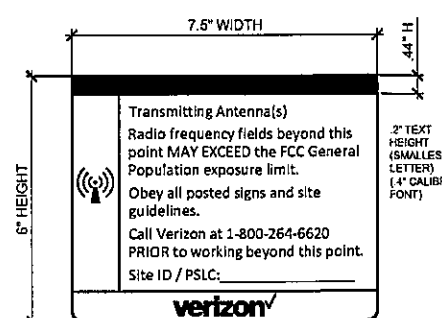 7.5" WIDTH
.44" H
6" HEIGHT
Transmitting Antenna(s)
Radio frequency fields beyond this
point MAY EXCEED the FCC General
Population exposure limit.
Obey all posted signs and site
guidelines.
Call Verizon at 1-800-264-6620
PRIOR to working beyond this point.
Site ID / PSLC:
verizon
.2" TEXT
HEIGHT
(SMALLES
LETTER)
(.4" CALIB
FONT)